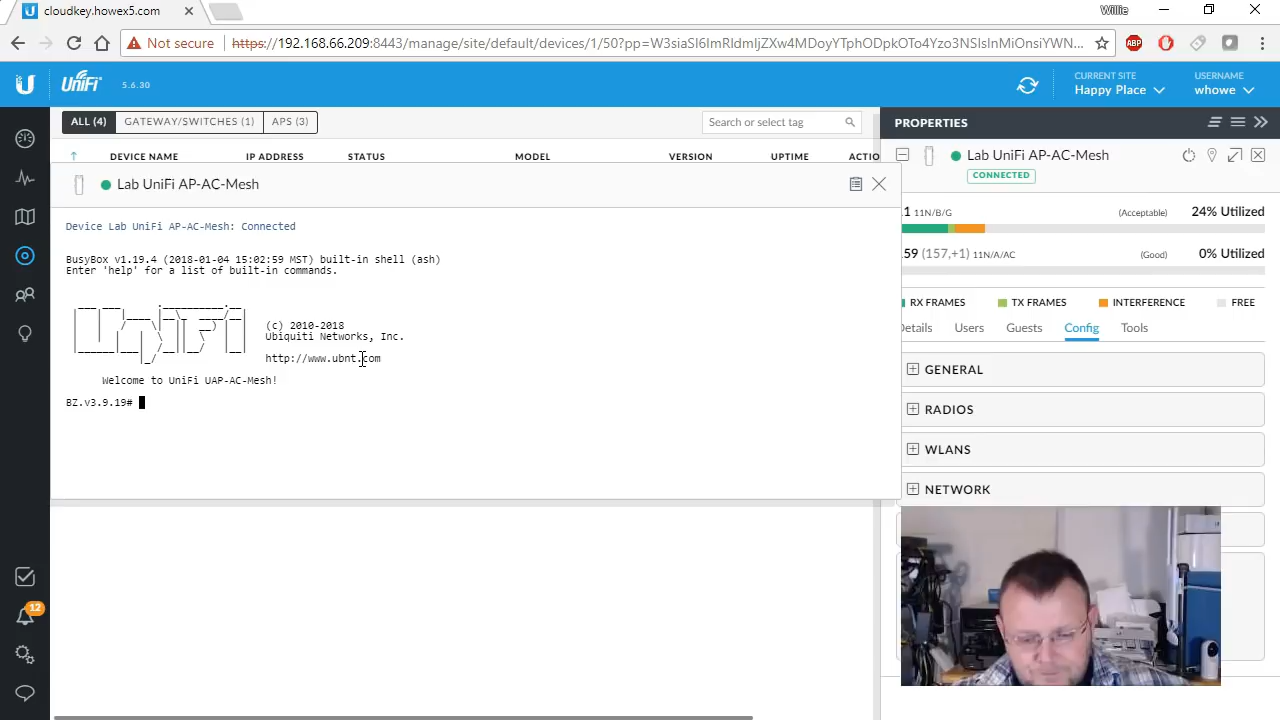 cloudkey.howex5.com
Willie
Not secure
https://192.168.66.209:8443/manage/site/default/devices/1/50?pp=W3siaSI6ImRldmljZXw4MDoyYTphODpkOTo4Yzo3NSIsInMiOnsiYWN...
ABP
U
UniFi
5.6.30
CURRENT SITE
Happy Place
USERNAME
whowe
ALL (4)
GATEWAY/SWITCHES (1)
APS (3)
Search or select tag
DEVICE NAME
IP ADDRESS
STATUS
MODEL
VERSION
UPTIME
ACTIO
PROPERTIES
Lab UniFi AP-AC-Mesh
CONNECTED
Lab UniFi AP-AC-Mesh
Device Lab UniFi AP-AC-Mesh: Connected
BusyBox v1.19.4 (2018-01-04 15:02:59 MST) built-in shell (ash)
Enter 'help' for a list of built-in commands.
(c) 2010-2018
Ubiquiti Networks, Inc.
http://www.ubnt.com
Welcome to UniFi UAP-AC-Mesh!
BZ.v3.9.19#
1 11N/B/G
(Acceptable)
24% Utilized
59 (157,+1) 11N/A/AC
(Good)
0% Utilized
RX FRAMES
TX FRAMES
INTERFERENCE
FREE
etails
Users
Guests
Config
Tools
GENERAL
RADIOS
WLANS
NETWORK
12